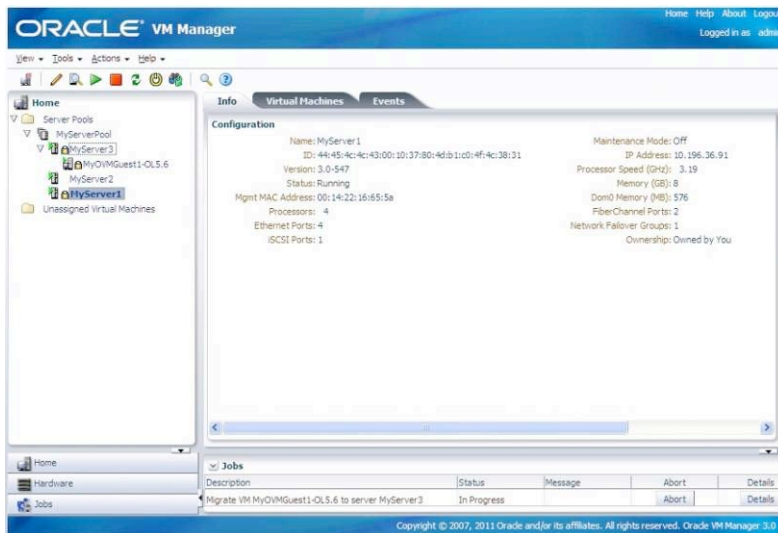 Home Help About Logou
ORACLE VM Manager
Logged in as admi
View Tools Actions Help
Home
Server Pools
MyServerPool
MyServer3
MyOVMGuest1-OL5.6
MyServer2
MyServer1
Unassigned Virtual Machines
Info Virtual Machines Events
Configuration
Name: MyServer1 Maintenance Mode: Off
ID: 44:45:4c:4c:43:00:10:37:80:4d:b1:c0:4f:4c:38:31 IP Address: 10.196.36.91
Version: 3.0-547 Processor Speed (GHz): 3.19
Status: Running Memory (GB): 8
Mgmt MAC Address: 00:14:22:16:65:5a Dom0 Memory (MB): 576
Processors: 4 FiberChannel Ports: 2
Ethernet Ports: 4 Network Failover Groups: 1
iSCSI Ports: 1 Ownership: Owned by You
Home
Hardware
Jobs
Jobs
Description Status Message Abort Details
Migrate VM MyOVMGuest1-OL5.6 to server MyServer3 In Progress Abort Details
Copyright © 2007, 2011 Oracle and/or its affiliates. All rights reserved. Oracle VM Manager 3.0